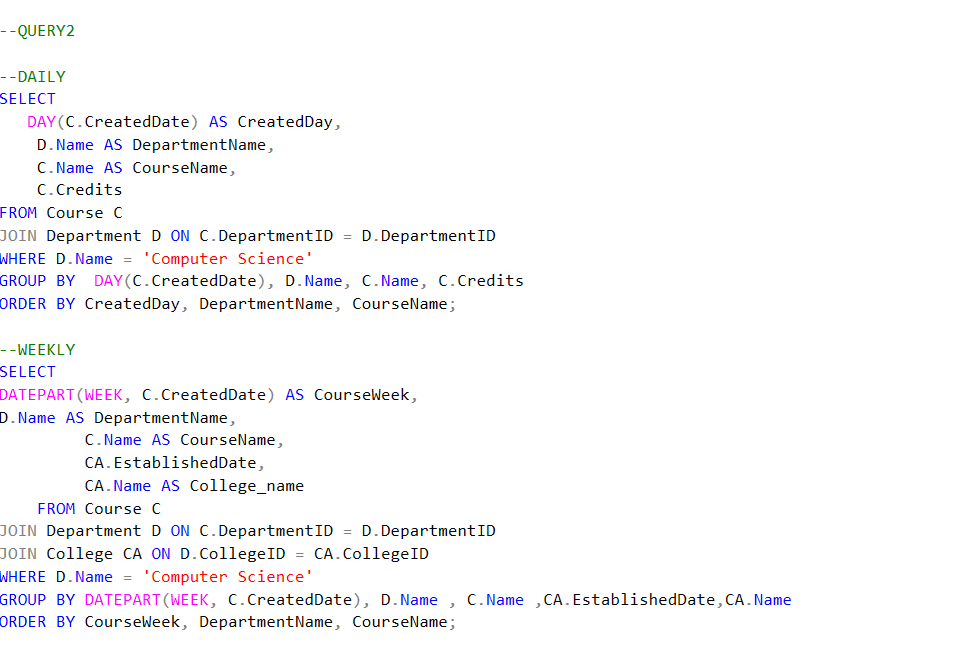 --QUERY2
--DAILY
SELECT
DAY(C.CreatedDate) AS CreatedDay,
D.Name AS DepartmentName,
C.Name AS CourseName,
C.Credits
FROM Course C
JOIN Department D ON C.DepartmentID = D.DepartmentID
WHERE D.Name = 'Computer Science'
GROUP BY  DAY(C.CreatedDate), D.Name, C.Name, C.Credits
ORDER BY CreatedDay, DepartmentName, CourseName;
--WEEKLY
SELECT
DATEPART(WEEK, C.CreatedDate) AS CourseWeek,
D.Name AS DepartmentName,
C.Name AS CourseName,
CA.EstablishedDate,
CA.Name AS College_name
FROM Course C
JOIN Department D ON C.DepartmentID = D.DepartmentID
JOIN College CA ON D.CollegeID = CA.CollegeID
WHERE D.Name = 'Computer Science'
GROUP BY DATEPART(WEEK, C.CreatedDate), D.Name , C.Name ,CA.EstablishedDate,CA.Name
ORDER BY CourseWeek, DepartmentName, CourseName;